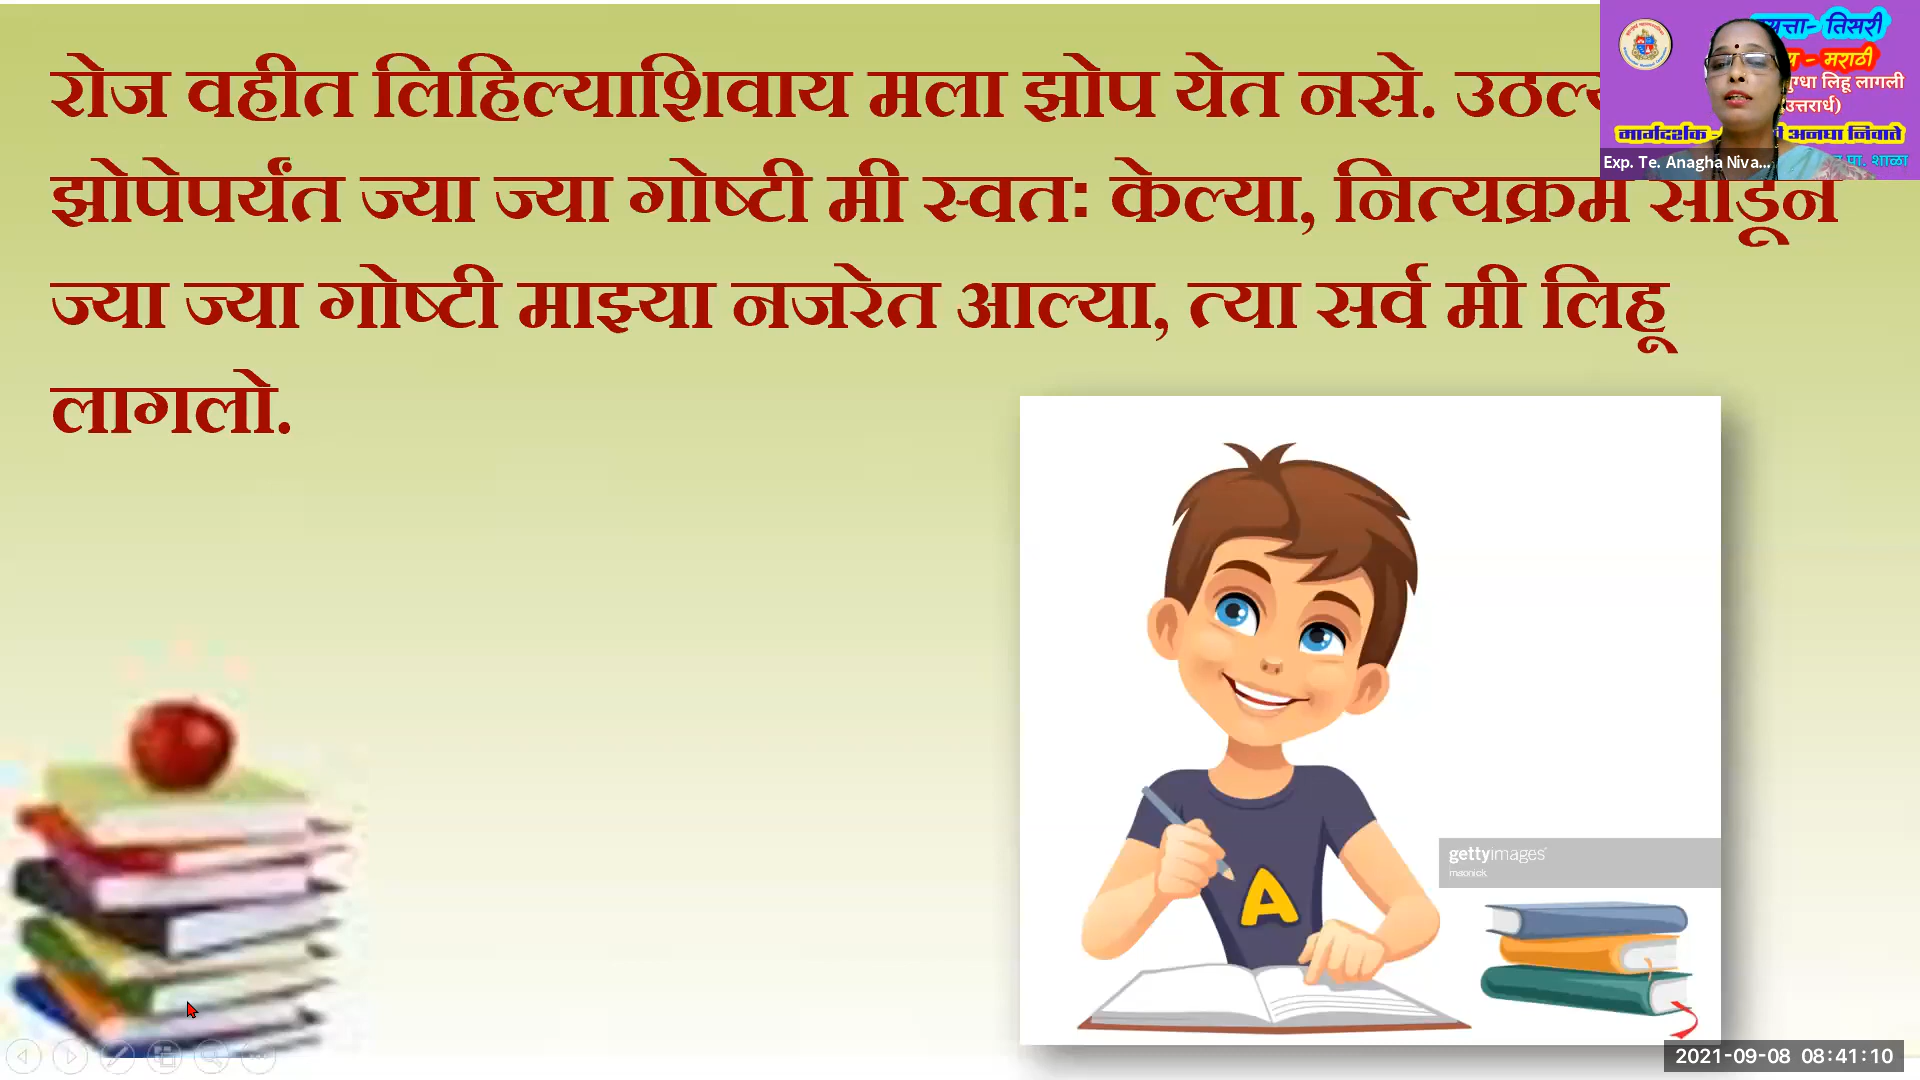 रोज वहीत लिहिल्याशिवाय मला झोप येत नसे.
झोपेपर्यंत ज्या ज्या गोष्टी मी स्वतः केल्या, नित्यक्रम सोडून
ज्या ज्या गोष्टी माझ्या नजरेत आल्या, त्या सर्व मी लिहू
लागलो.
तिसरी
- मराठी
लिहू लागली
उत्तरार्ध)
मार्गदर्शक - अनघा निवाते
पा. शाळा
Exp. Te. Anagha Niva...
A
gettyimages
2021-09-08 08:41:10